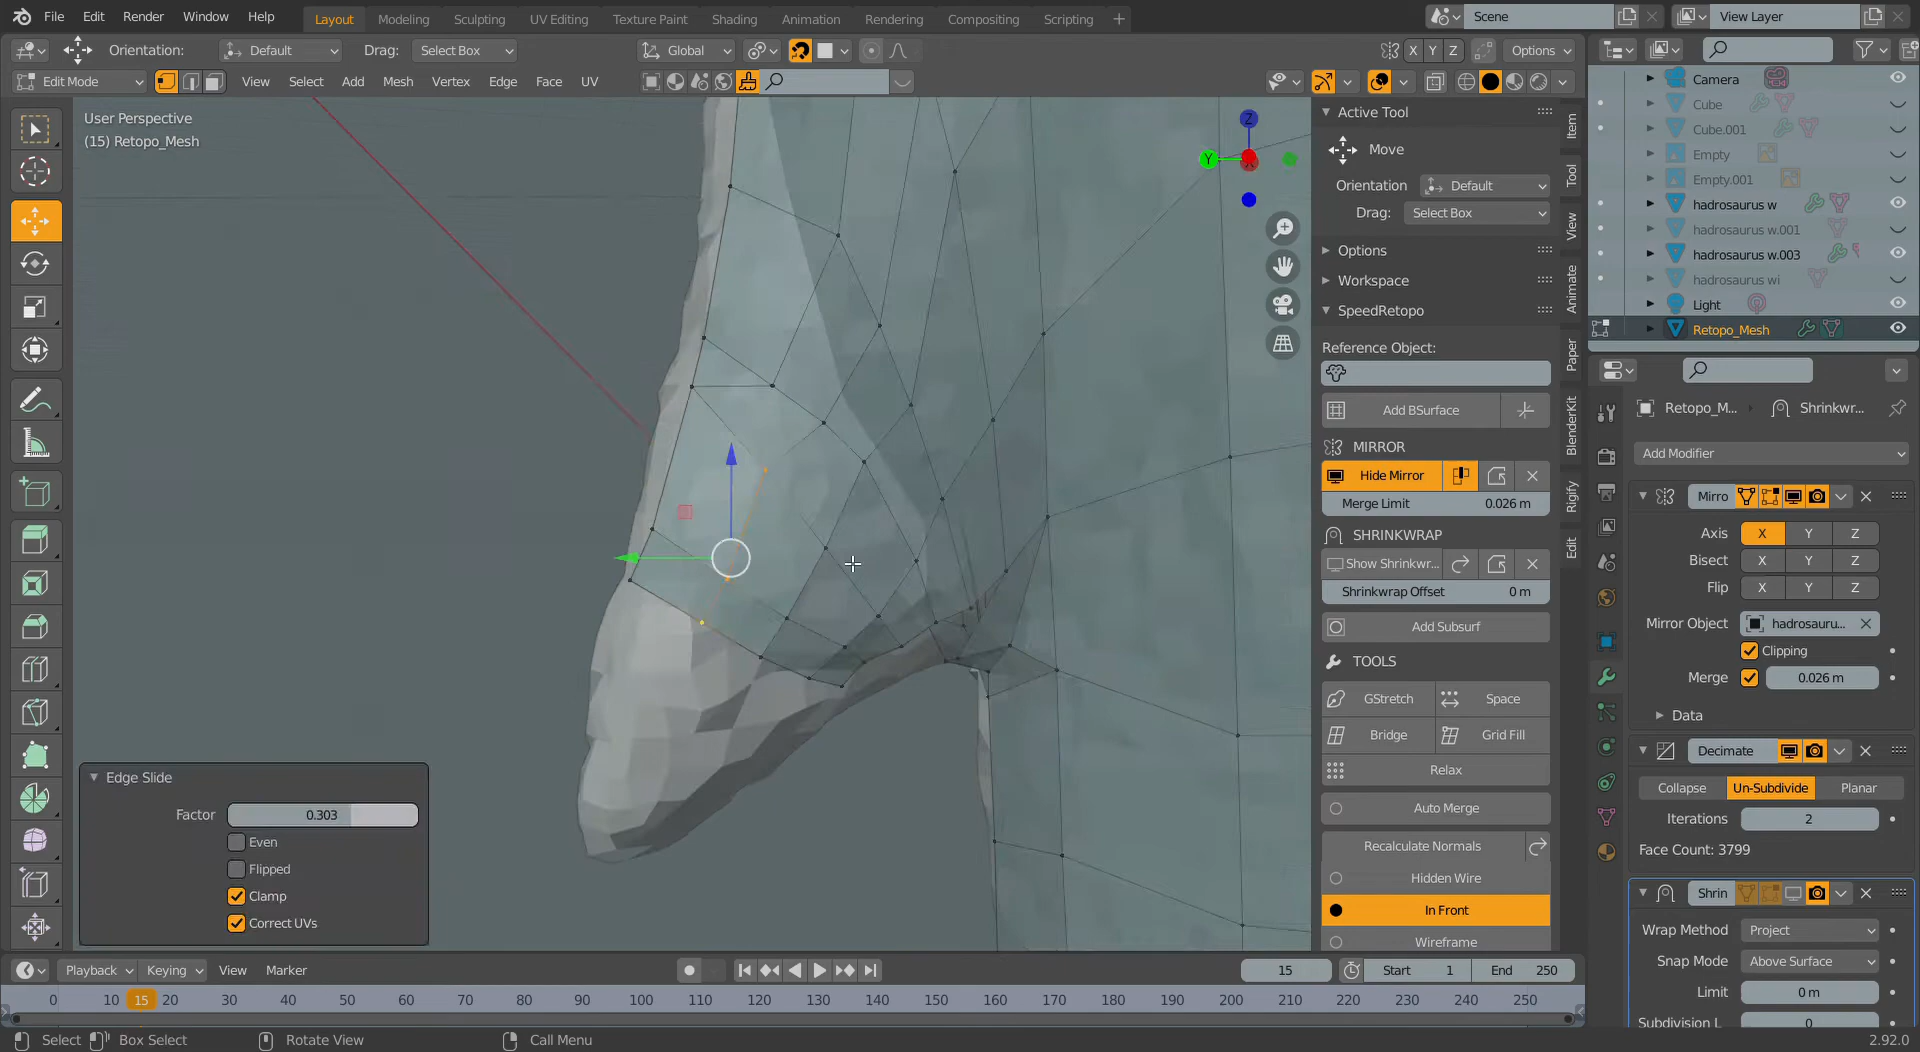 File Edit Render Window Help Layout Modeling Sculpting UV Editing Texture Paint Shading Animation Rendering Compositing Scripting + Scene View Layer
Orientation: Default Drag: Select Box Global X Y Z Options
Edit Mode View Select Add Mesh Vertex Edge Face UV
User Perspective
(15) Retopo_Mesh
Z
Y
X
Active Tool
Move
Orientation Default
Drag: Select Box
Options
Workspace
SpeedRetopo
Reference Object:
Add BSurface
MIRROR
Hide Mirror
Merge Limit 0.026 m
SHRINKWRAP
Show Shrinkwr...
Shrinkwrap Offset 0 m
Add Subsurf
TOOLS
GStretch Space
Bridge Grid Fill
Relax
Auto Merge
Recalculate Normals
Hidden Wire
In Front
Wireframe
Item
Tool
View
Animate
Paper
BlenderKit
Rigify
Edit
Camera
Cube
Cube.001
Empty
Empty.001
hadrosaurus w
hadrosaurus w.001
hadrosaurus w.003
hadrosaurus wi
Light
Retopo_Mesh
Retopo_M... Shrinkwr...
Add Modifier
Mirro
Axis X Y Z
Bisect X Y Z
Flip X Y Z
Mirror Object hadrosauru...
Clipping
Merge 0.026 m
Data
Decimate
Collapse Un-Subdivide Planar
Iterations 2
Face Count: 3799
Shrin
Wrap Method Project
Snap Mode Above Surface
Limit 0 m
Subdivision L 0
Edge Slide
Factor 0.303
Even
Flipped
Clamp
Correct UVs
Playback Keying View Marker 15 Start 1 End 250
0 10 15 20 30 40 50 60 70 80 90 100 110 120 130 140 150 160 170 180 190 200 210 220 230 240 250
Select Box Select Rotate View Call Menu 2.92.0